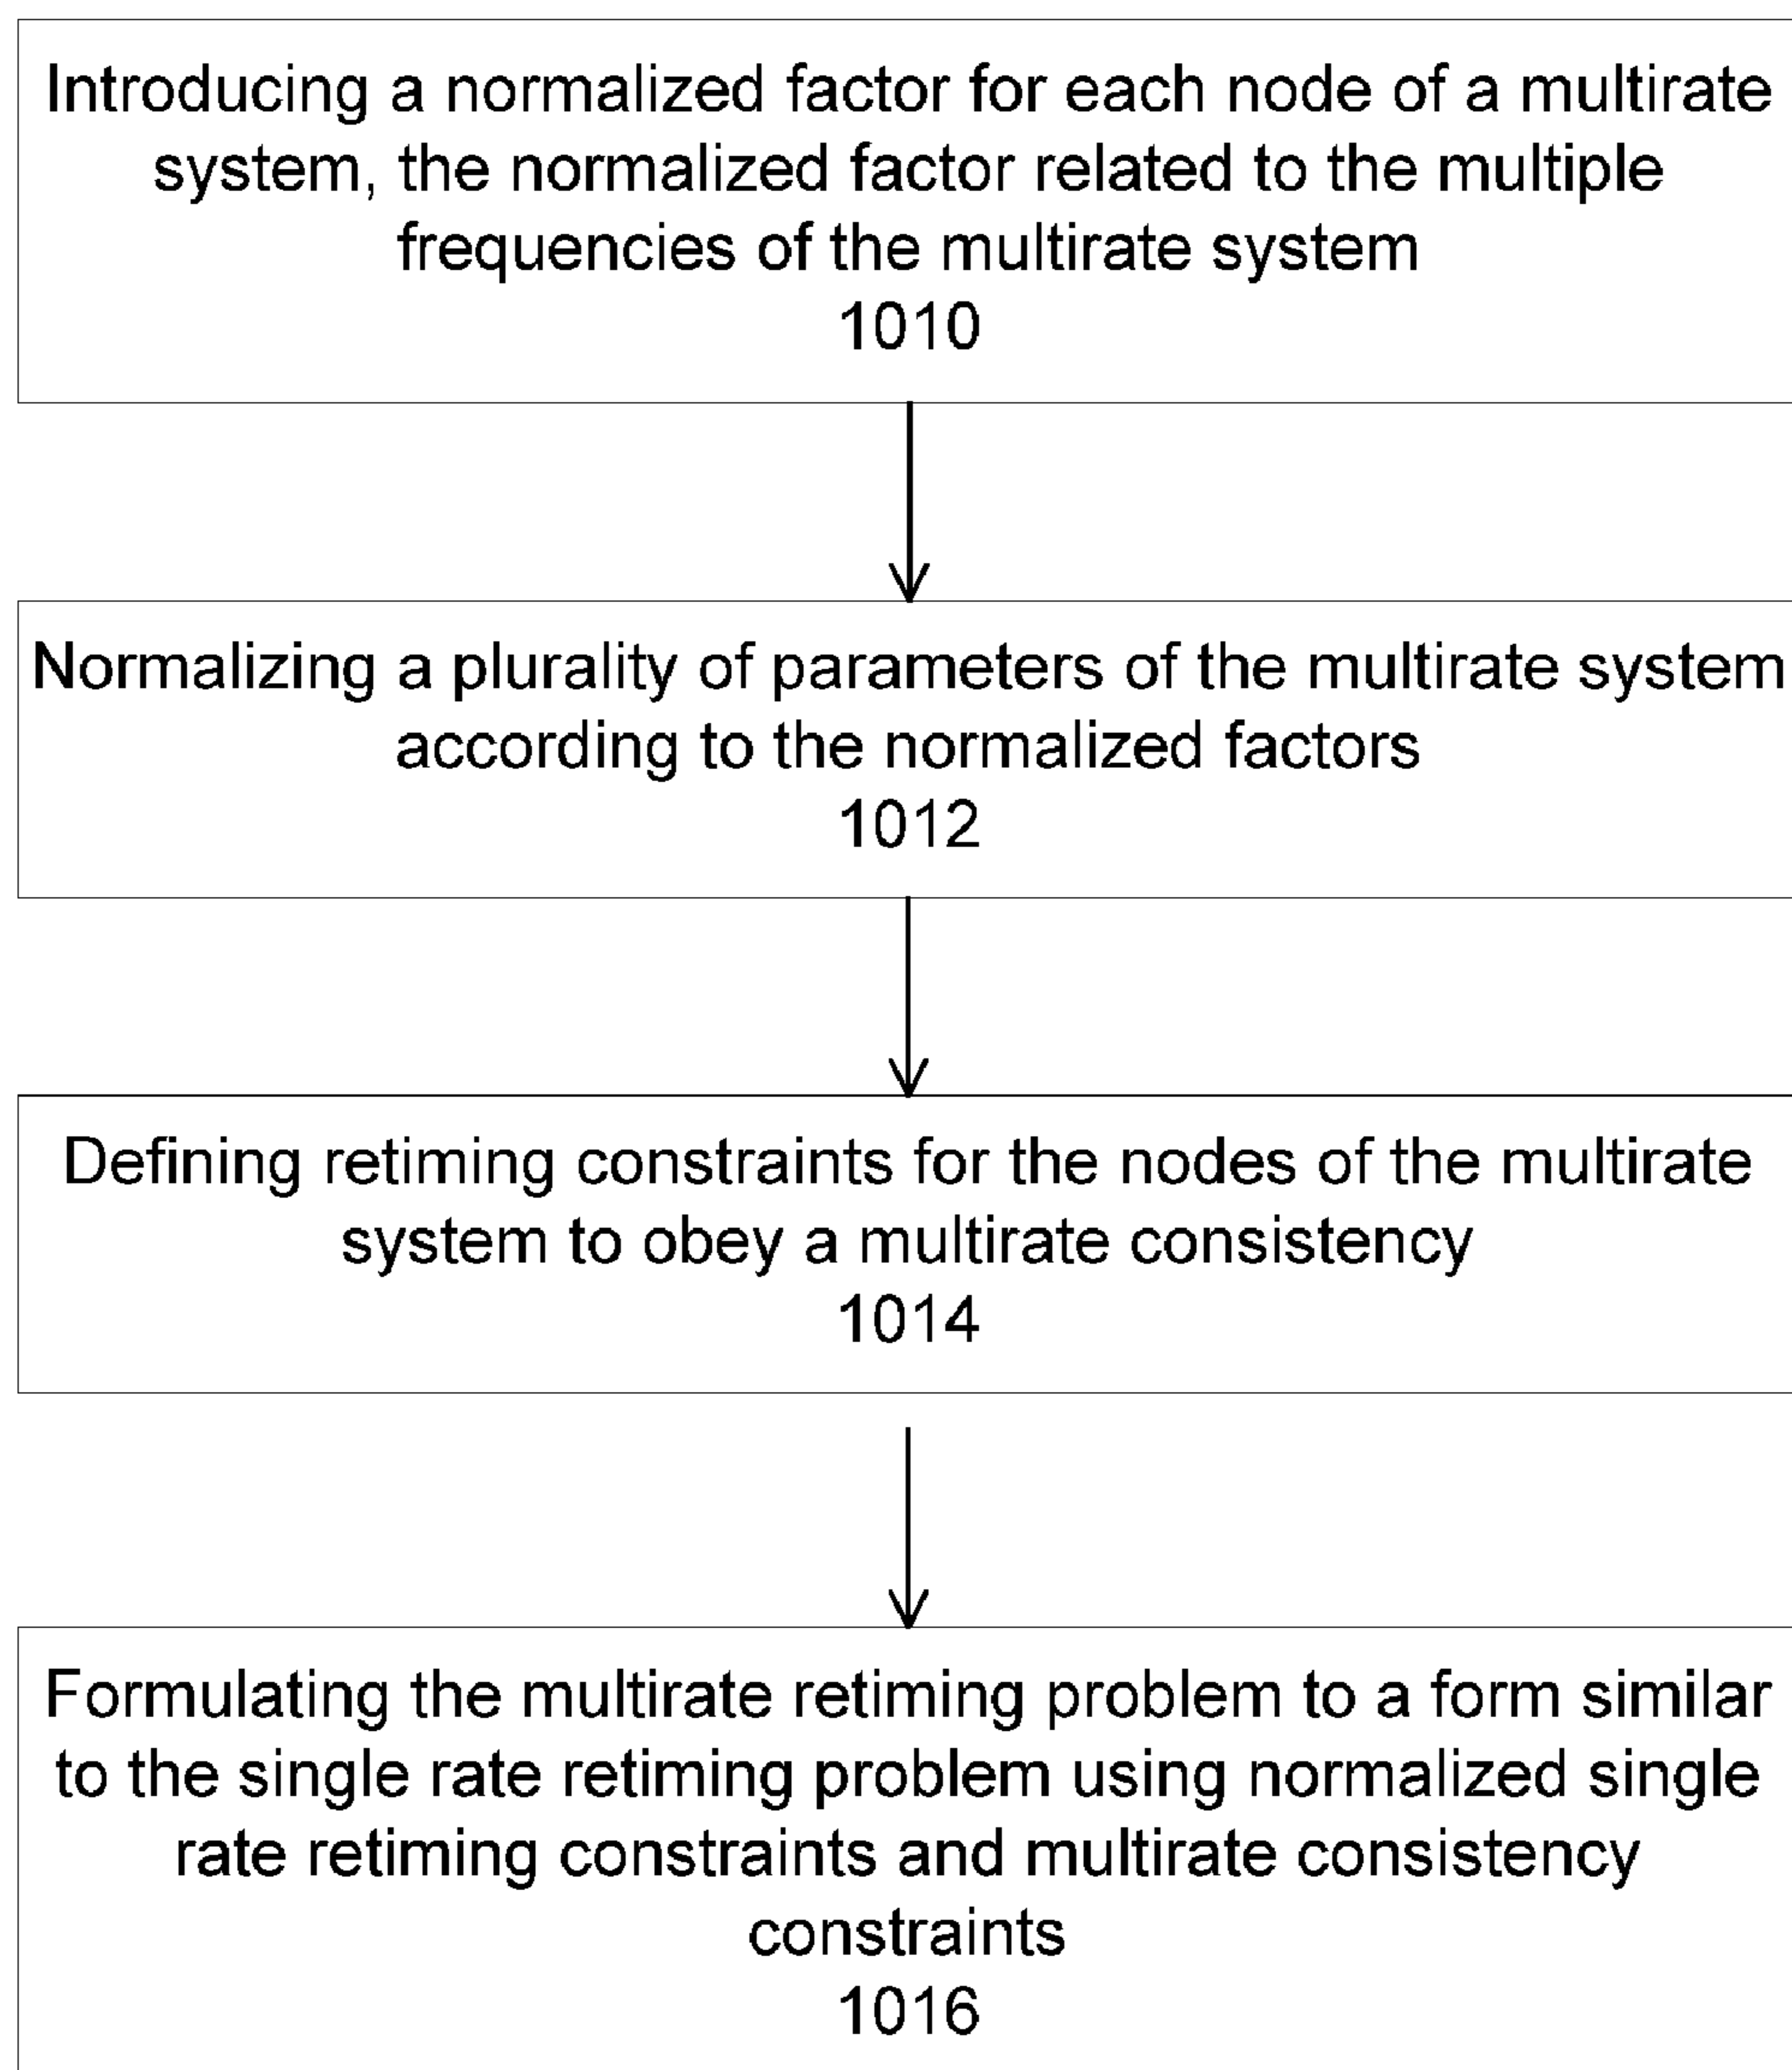 Introducing a normalized factor for each node of a multirate
system, the normalized factor related to the multiple
frequencies of the multirate system
1010
Normalizing a plurality of parameters of the multirate system
according to the normalized factors
1012
Defining retiming constraints for the nodes of the multirate
system to obey a multirate consistency
1014
Formulating the multirate retiming problem to a form similar
to the single rate retiming problem using normalized single
rate retiming constraints and multirate consistency
constraints
1016